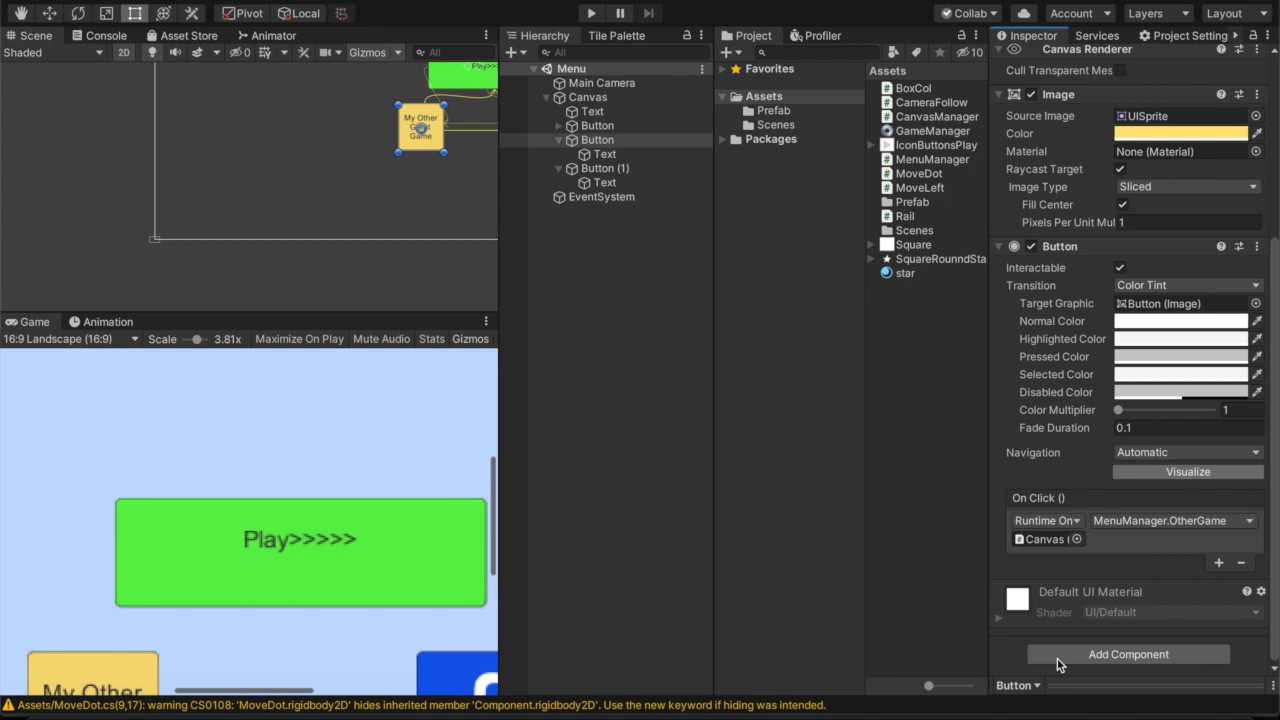 Pivot
Local
Collab
Account
Layers
Layout
Scene
Console
Asset Store
Animator
Shaded
2D
0
Gizmos
All
Play>>>
My Other
Game
Game
Animation
16:9 Landscape (16:9)
Scale
3.81x
Maximize On Play
Mute Audio
Stats
Gizmos
Play>>>>>
My Other
Hierarchy
Tile Palette
All
Menu
Main Camera
Canvas
Text
Button
Button
Text
Button (1)
Text
EventSystem
Project
Profiler
10
Favorites
Assets
Prefab
Scenes
Packages
Assets
BoxCol
CameraFollow
CanvasManager
GameManager
IconButtonsPlay
MenuManager
MoveDot
MoveLeft
Prefab
Rail
Scenes
Square
SquareRounndSta
star
Inspector
Services
Project Setting
Canvas Renderer
Cull Transparent Mes
Image
Source Image
UISprite
Color
Material
None (Material)
Raycast Target
Image Type
Sliced
Fill Center
Pixels Per Unit Mul 1
Button
Interactable
Transition
Color Tint
Target Graphic
Button (Image)
Normal Color
Highlighted Color
Pressed Color
Selected Color
Disabled Color
Color Multiplier
1
Fade Duration
0.1
Navigation
Automatic
Visualize
On Click ()
Runtime On
MenuManager.OtherGame
Canvas (
Default UI Material
Shader
UI/Default
Add Component
Button
Assets/MoveDot.cs(9,17): warning CS0108: 'MoveDot.rigidbody2D' hides inherited member 'Component.rigidbody2D'. Use the new keyword if hiding was intended.